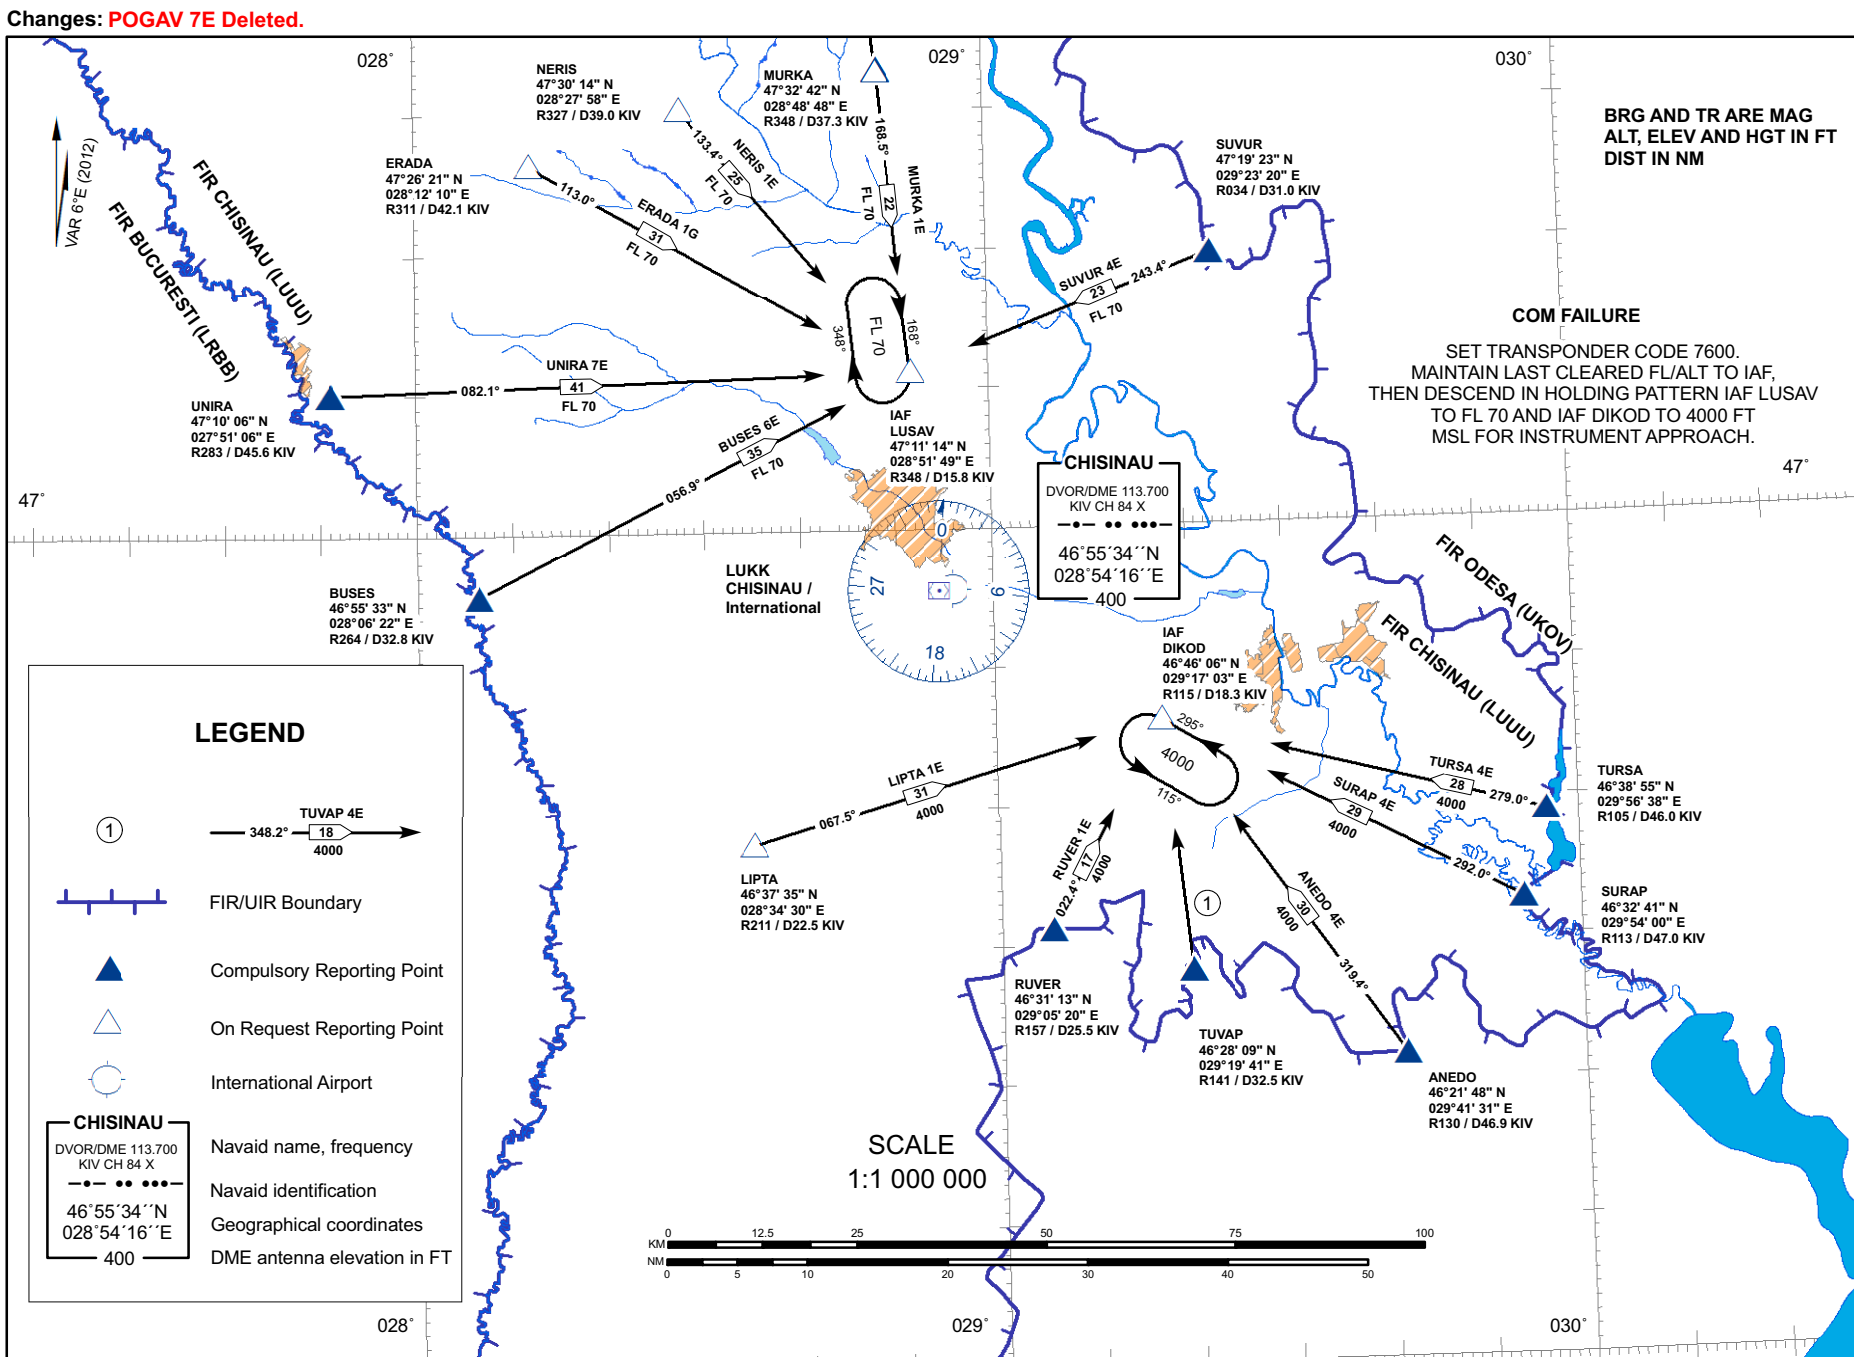 Changes: POGAV 7E Deleted.
028°
029°
030°
NERIS
47°30' 14" N
028°27' 58" E
R327 / D39.0 KIV
MURKA
47°32' 42" N
028°48' 48" E
R348 / D37.3 KIV
BRG AND TR ARE MAG
ALT, ELEV AND HGT IN FT
DIST IN NM
VAR 6°E (2012)
FIR CHISINAU (LUUU)
FIR BUCURESTI (LRBB)
ERADA
47°26' 21" N
028°12' 10" E
R311 / D42.1 KIV
133.4°
NERIS 1E
25
FL 70
168.5°
MURKA 1E
22
FL 70
SUVUR
47°19' 23" N
029°23' 20" E
R034 / D31.0 KIV
113.0°
ERADA 1G
31
FL 70
SUVUR 4E
243.4°
23
FL 70
348°
FL 70
168°
COM FAILURE
SET TRANSPONDER CODE 7600.
MAINTAIN LAST CLEARED FL/ALT TO IAF,
THEN DESCEND IN HOLDING PATTERN IAF LUSAV
TO FL 70 AND IAF DIKOD TO 4000 FT
MSL FOR INSTRUMENT APPROACH.
UNIRA 7E
082.1°
41
FL 70
UNIRA
47°10' 06" N
027°51' 06" E
R283 / D45.6 KIV
BUSES 6E
056.9°
35
FL 70
IAF
LUSAV
47°11' 14" N
028°51' 49" E
R348 / D15.8 KIV
47°
47°
CHISINAU
DVOR/DME 113.700
KIV CH 84 X
46°55´34´´N
028°54´16´´E
400
LUKK
CHISINAU /
International
0
9
18
27
BUSES
46°55' 33" N
028°06' 22" E
R264 / D32.8 KIV
FIR ODESA (UKOV)
FIR CHISINAU (LUUU)
IAF
DIKOD
46°46' 06" N
029°17' 03" E
R115 / D18.3 KIV
295°
4000
115°
LIPTA 1E
067.5°
31
4000
LIPTA
46°37' 35" N
028°34' 30" E
R211 / D22.5 KIV
TURSA 4E
28
279.0°
4000
TURSA
46°38' 55" N
029°56' 38" E
R105 / D46.0 KIV
SURAP 4E
29
4000
292.0°
SURAP
46°32' 41" N
029°54' 00" E
R113 / D47.0 KIV
RUVER 1E
022.4°
17
4000
1
ANEDO 4E
30
4000
319.4°
RUVER
46°31' 13" N
029°05' 20" E
R157 / D25.5 KIV
TUVAP
46°28' 09" N
029°19' 41" E
R141 / D32.5 KIV
ANEDO
46°21' 48" N
029°41' 31" E
R130 / D46.9 KIV
LEGEND
1
TUVAP 4E
348.2°
18
4000
FIR/UIR Boundary
Compulsory Reporting Point
On Request Reporting Point
International Airport
CHISINAU
DVOR/DME 113.700
KIV CH 84 X
46°55´34´´N
028°54´16´´E
400
Navaid name, frequency
Navaid identification
Geographical coordinates
DME antenna elevation in FT
SCALE
1:1 000 000
0 12.5 25 50 75 100
KM
NM
0 5 10 20 30 40 50
028°
029°
030°